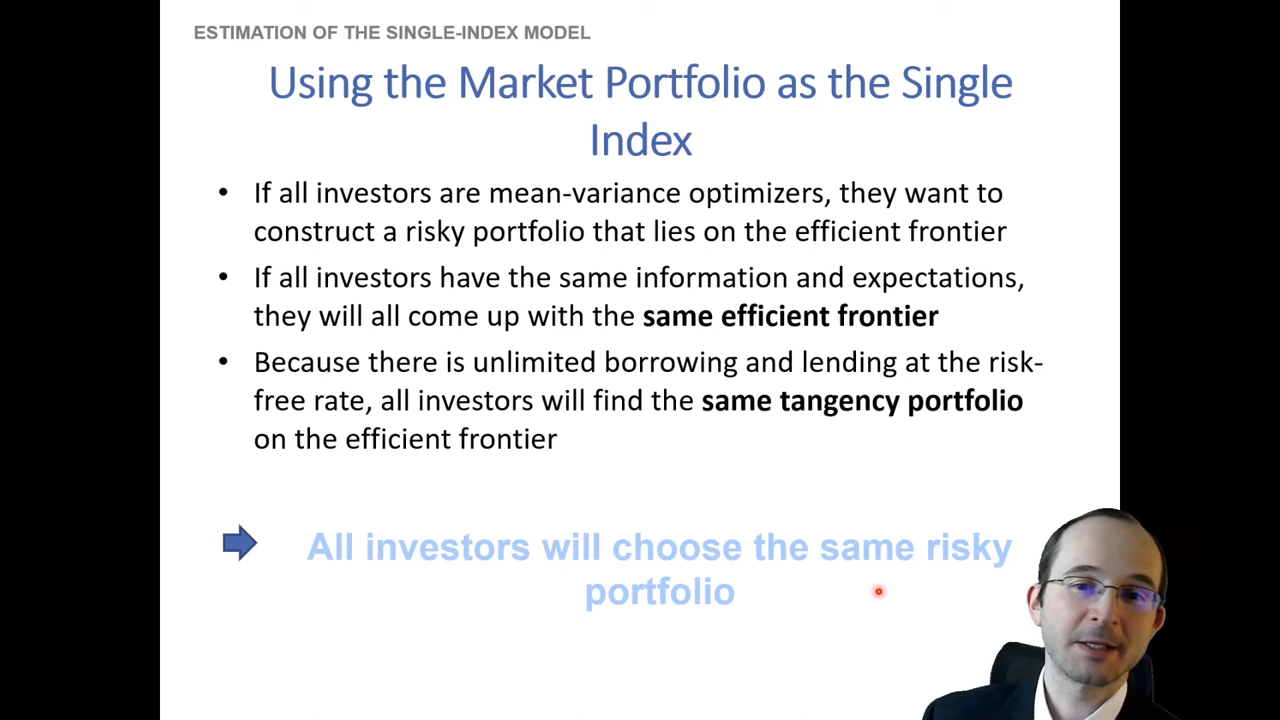 ESTIMATION OF THE SINGLE-INDEX MODEL
Using the Market Portfolio as the Single
Index
• If all investors are mean-variance optimizers, they want to
construct a risky portfolio that lies on the efficient frontier
• If all investors have the same information and expectations,
they will all come up with the same efficient frontier
• Because there is unlimited borrowing and lending at the risk-
free rate, all investors will find the same tangency portfolio
on the efficient frontier
All investors will choose the same risky
portfolio